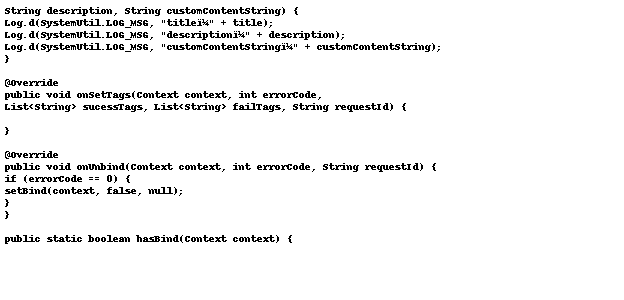 String description, String customContentString) {
Log.d(SystemUtil.LOG_MSG, "titleï¼" + title);
Log.d(SystemUtil.LOG_MSG, "descriptionï¼" + description);
Log.d(SystemUtil.LOG_MSG, "customContentStringï¼" + customContentString);
}
@Override
public void onSetTags(Context context, int errorCode,
List<String> sucessTags, List<String> failTags, String requestId) {
}
@Override
public void onUnbind(Context context, int errorCode, String requestId) {
if (errorCode == 0) {
setBind(context, false, null);
}
}
public static boolean hasBind(Context context) {